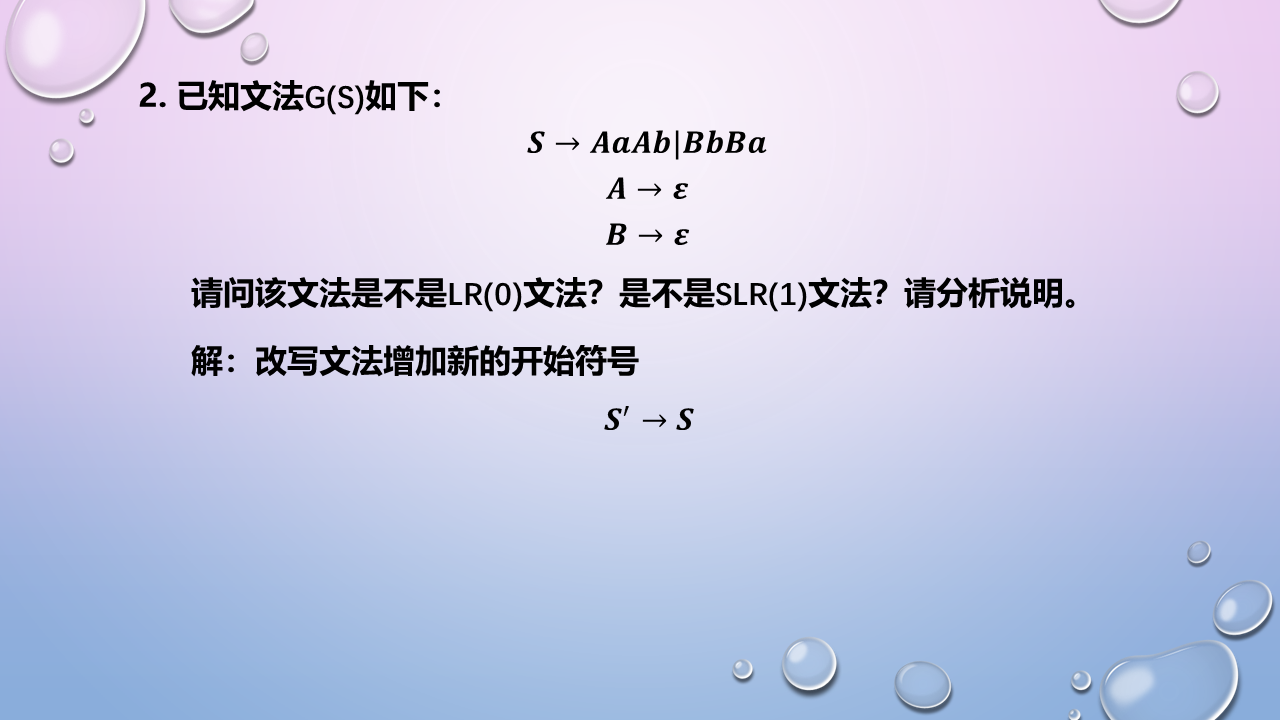 2. 已知文法G(S)如下：
S → AaAb|BbBa
A → ε
B → ε
请问该文法是不是LR(0)文法？是不是SLR(1)文法？请分析说明。
解：改写文法增加新的开始符号
S′ → S